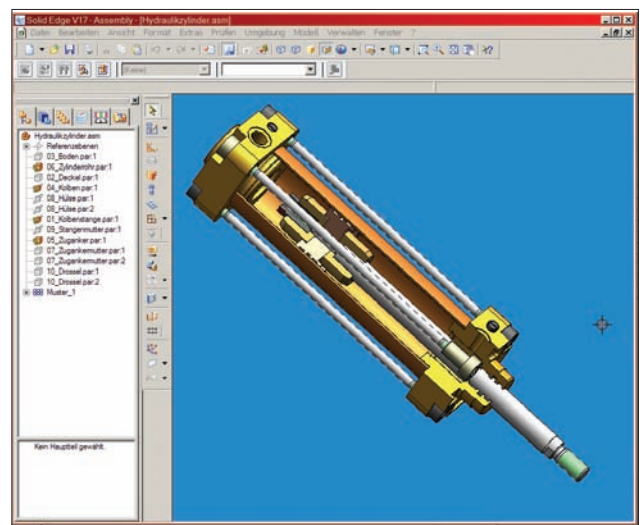 Solid Edge V17 - Assembly - [Hydraulikzylinder.asm]
Datei Bearbeiten Ansicht Format Extras Prüfen Umgebung Modell Verwalten Fenster ?
(Keine)
Hydraulikzylinder.asm
Referenzebenen
03_Boden.par:1
06_Zylinderrohr.par:1
02_Deckel.par:1
04_Kolben.par:1
08_Hülse.par:1
08_Hülse.par:2
01_Kolbenstange.par:1
09_Stangenmutter.par:1
05_Zuganker.par:1
07_Zugankermutter.par:1
07_Zugankermutter.par:2
10_Drossel.par:1
10_Drossel.par:2
Muster_1
Kein Hauptteil gewählt.